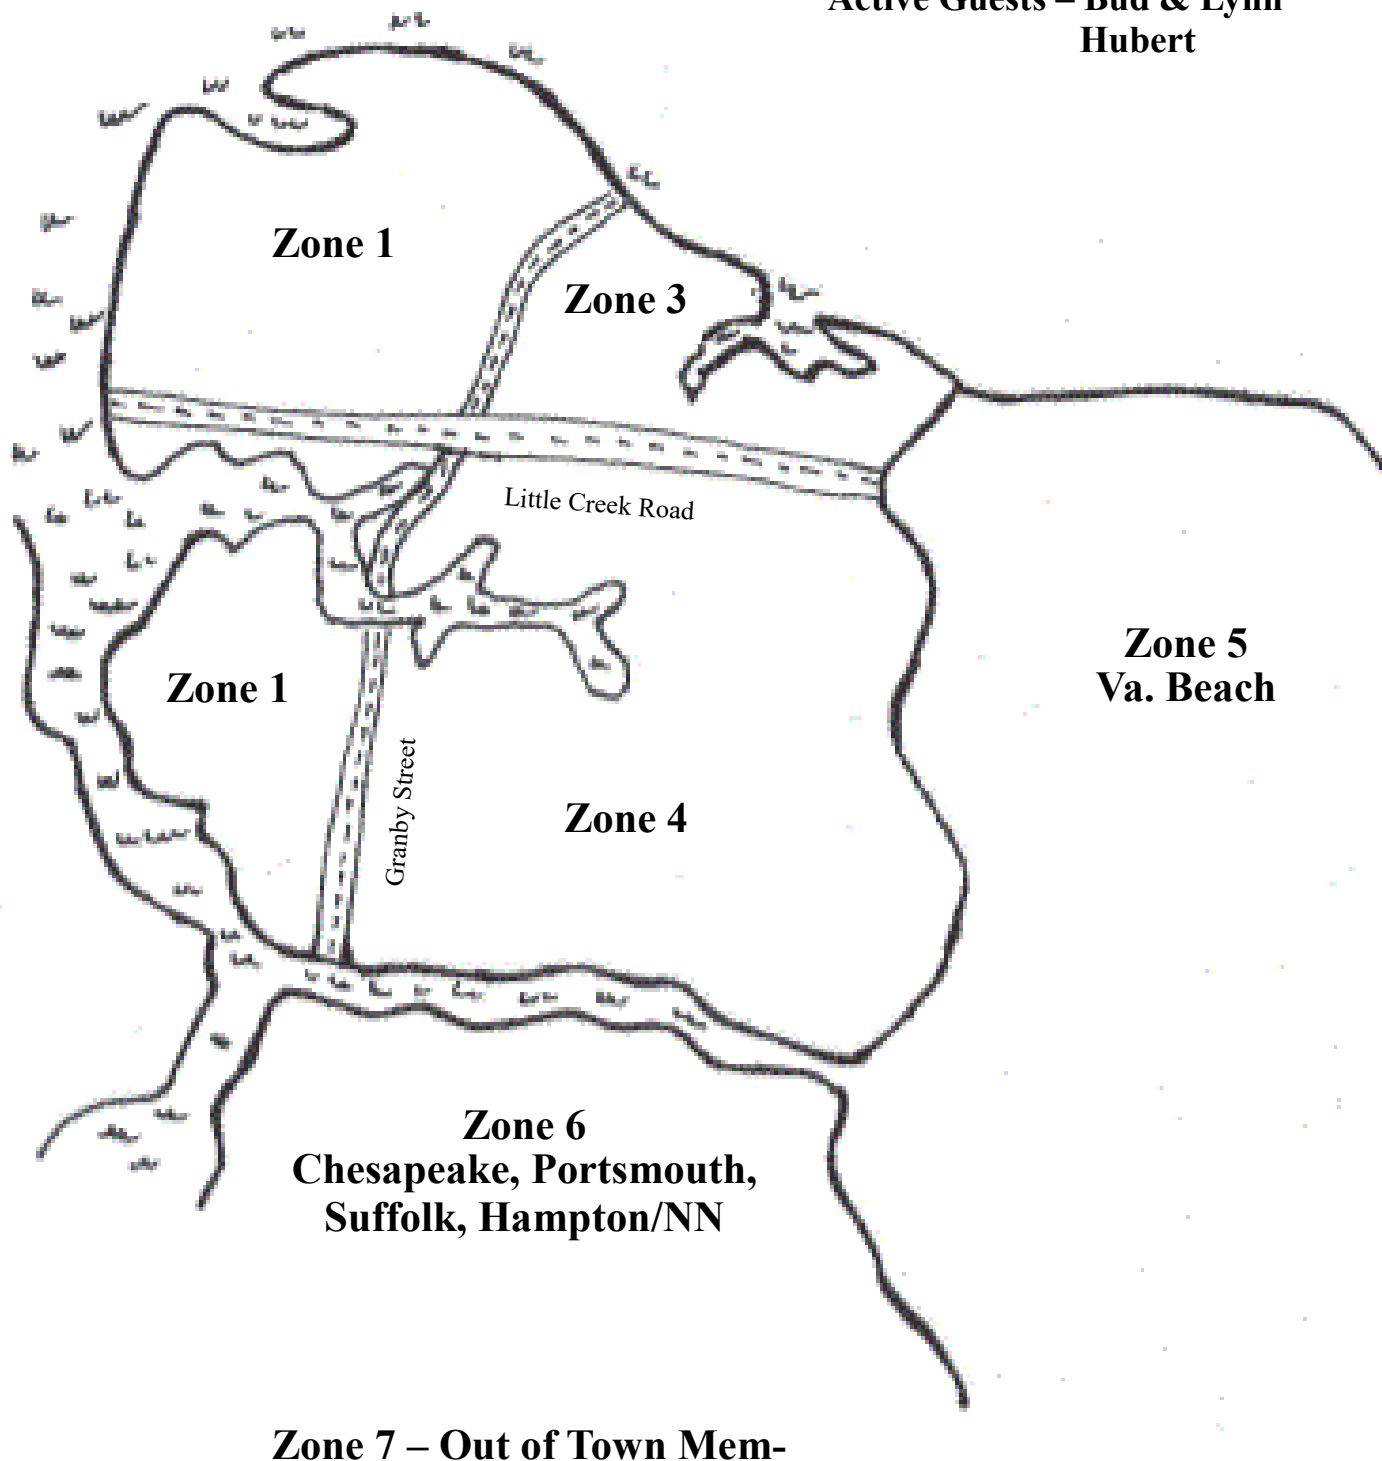 Active Guests – Bud & Lynn
Hubert
Zone 1
Zone 3
Little Creek Road
Zone 5
Va. Beach
Zone 1
Granby Street
Zone 4
Zone 6
Chesapeake, Portsmouth,
Suffolk, Hampton/NN
Zone 7 – Out of Town Mem-